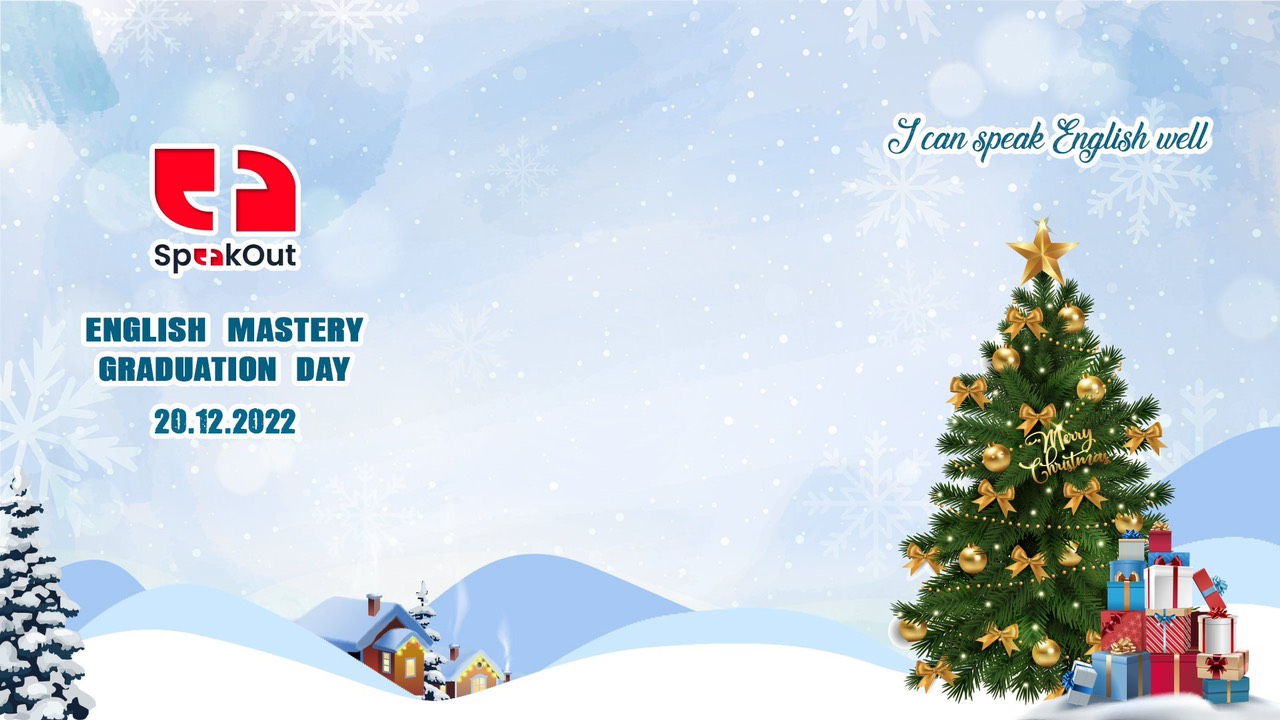 SpeakOut
ENGLISH MASTERY
GRADUATION DAY
20.12.2022
I can speak English well
Merry
Christmas